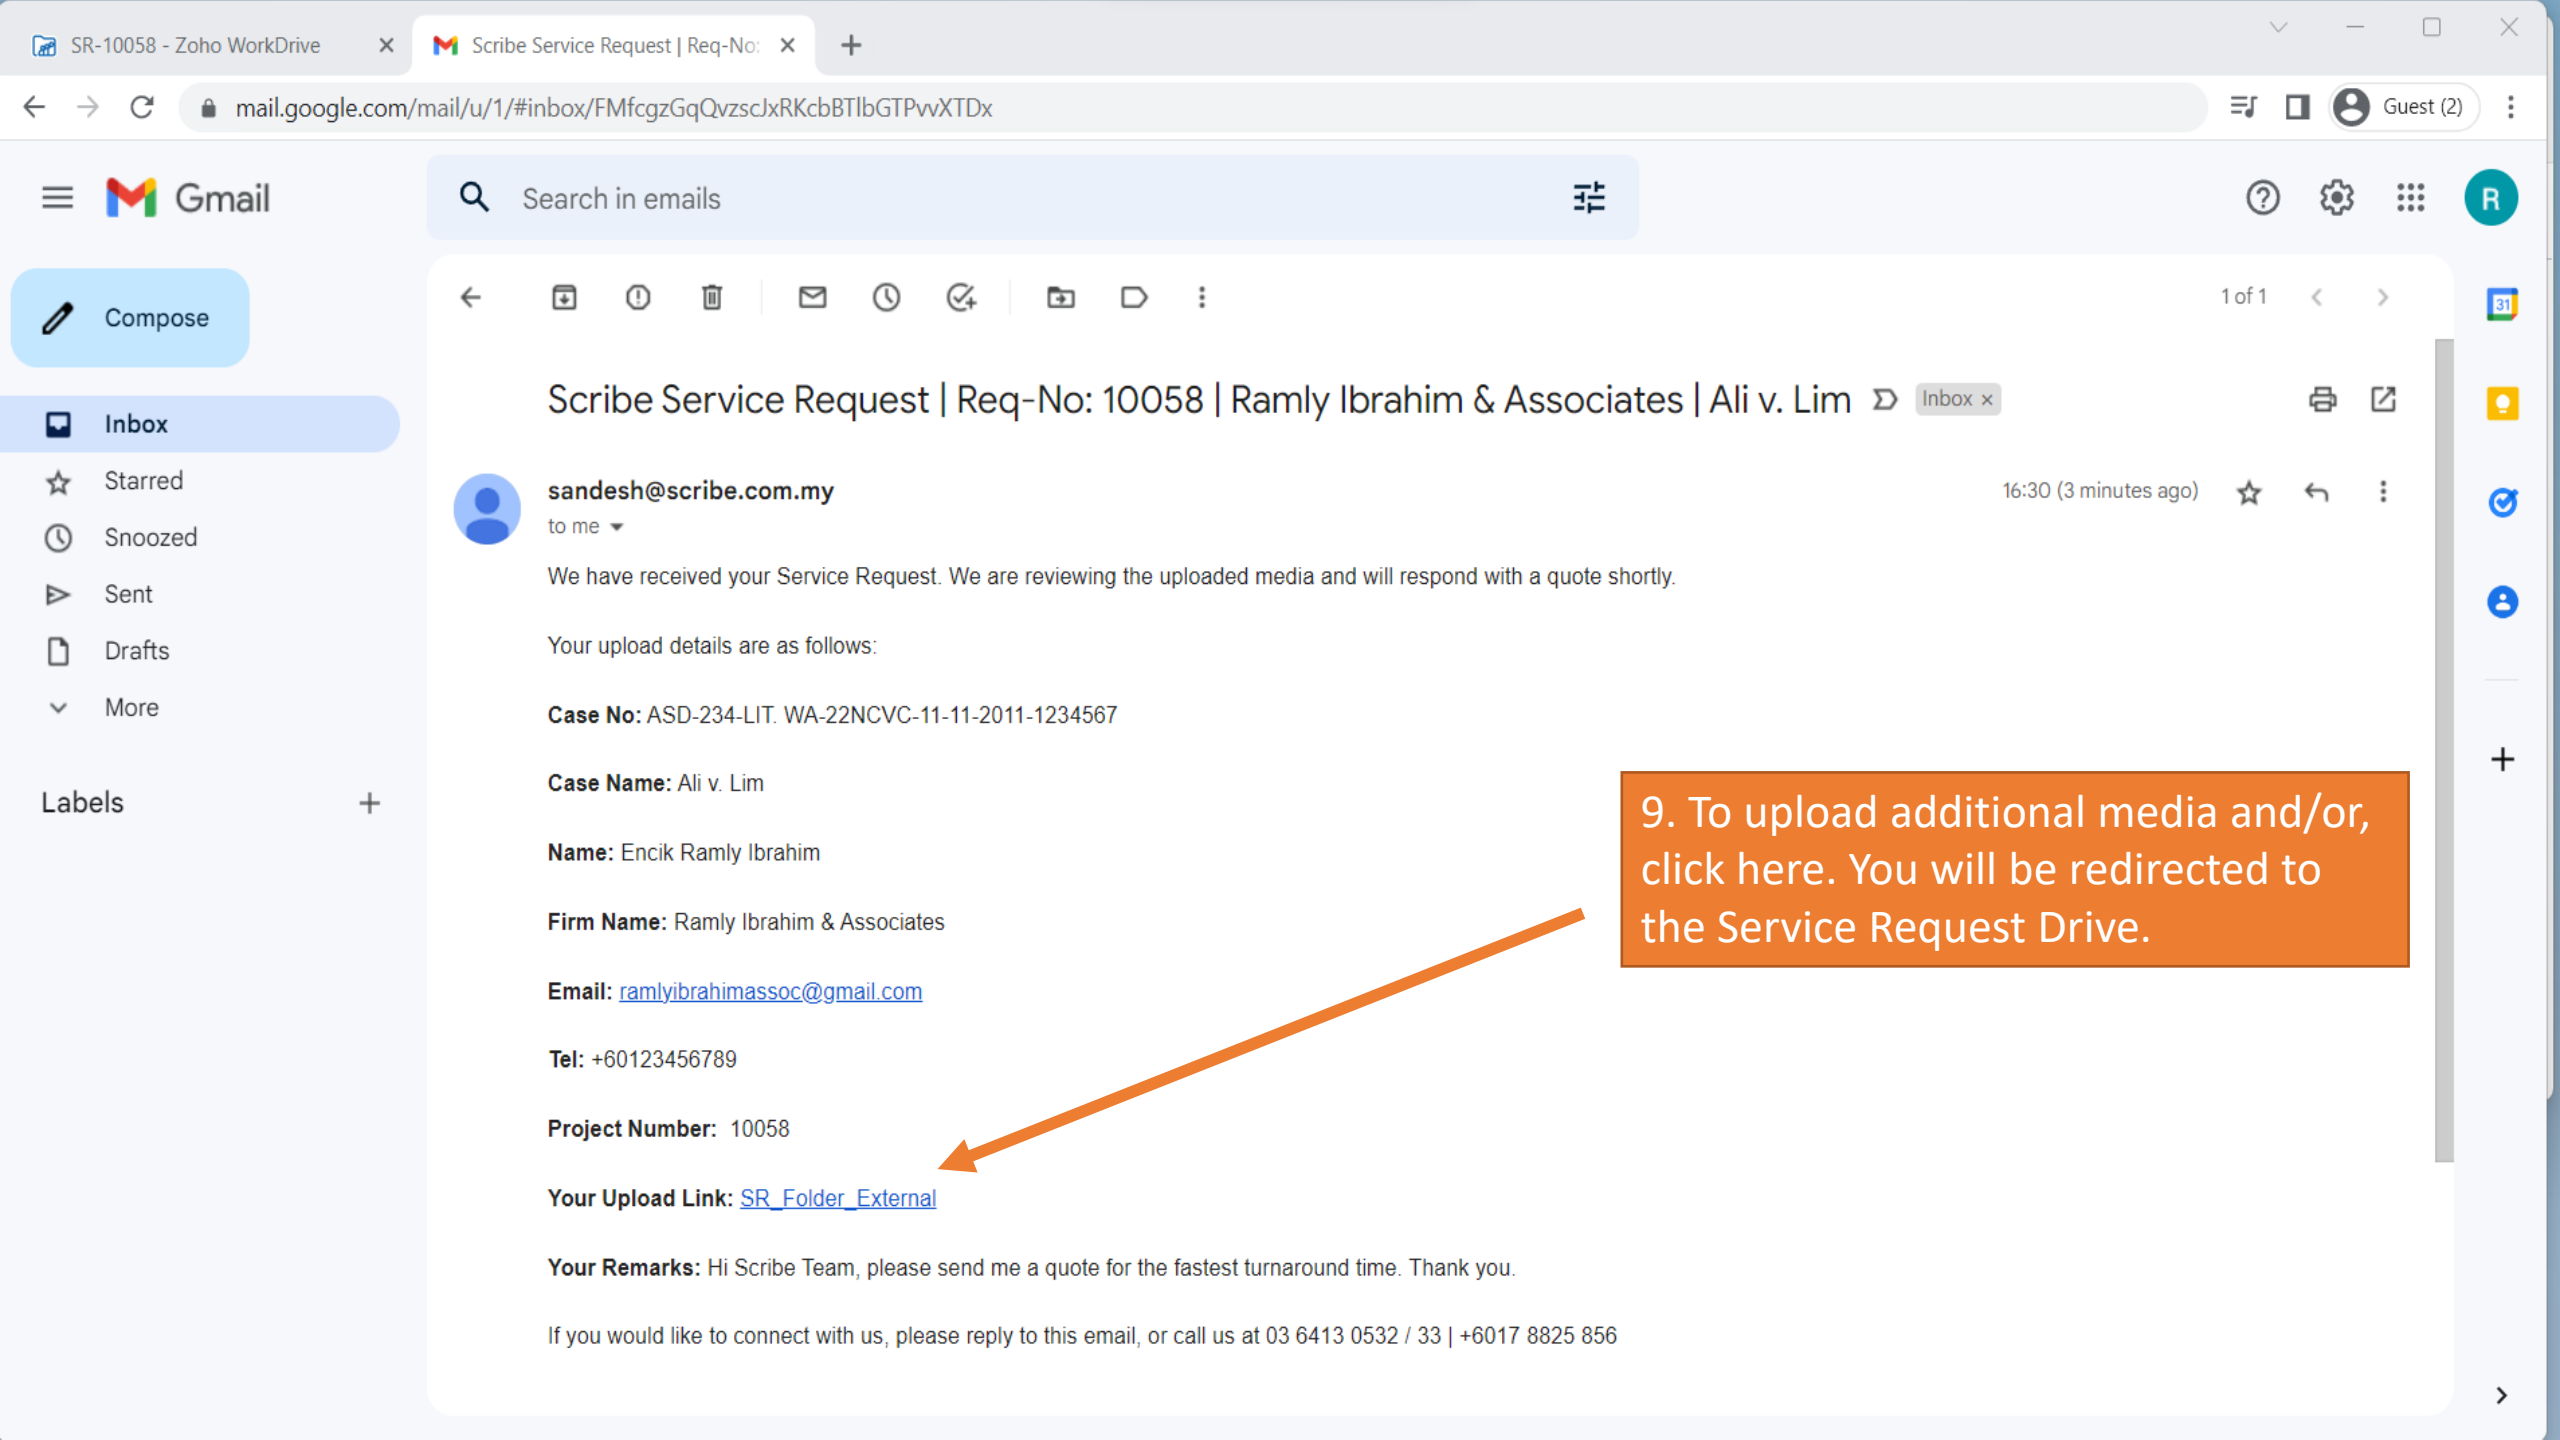 SR-10058 - Zoho WorkDrive
Scribe Service Request | Req-No:
mail.google.com/mail/u/1/#inbox/FMfcgzGqQvzscJxRKcbBTlbGTPvvXTDx
Guest (2)
Gmail
Search in emails
R
Compose
1 of 1
31
Scribe Service Request | Req-No: 10058 | Ramly Ibrahim & Associates | Ali v. Lim
Inbox ×
Inbox
Starred
Snoozed
Sent
Drafts
More
Labels
sandesh@scribe.com.my
16:30 (3 minutes ago)
to me
We have received your Service Request. We are reviewing the uploaded media and will respond with a quote shortly.
Your upload details are as follows:
Case No: ASD-234-LIT. WA-22NCVC-11-11-2011-1234567
Case Name: Ali v. Lim
Name: Encik Ramly Ibrahim
Firm Name: Ramly Ibrahim & Associates
Email: ramlyibrahimassoc@gmail.com
Tel: +60123456789
Project Number: 10058
Your Upload Link: SR_Folder_External
Your Remarks: Hi Scribe Team, please send me a quote for the fastest turnaround time. Thank you.
If you would like to connect with us, please reply to this email, or call us at 03 6413 0532 / 33 | +6017 8825 856
9. To upload additional media and/or,
click here. You will be redirected to
the Service Request Drive.